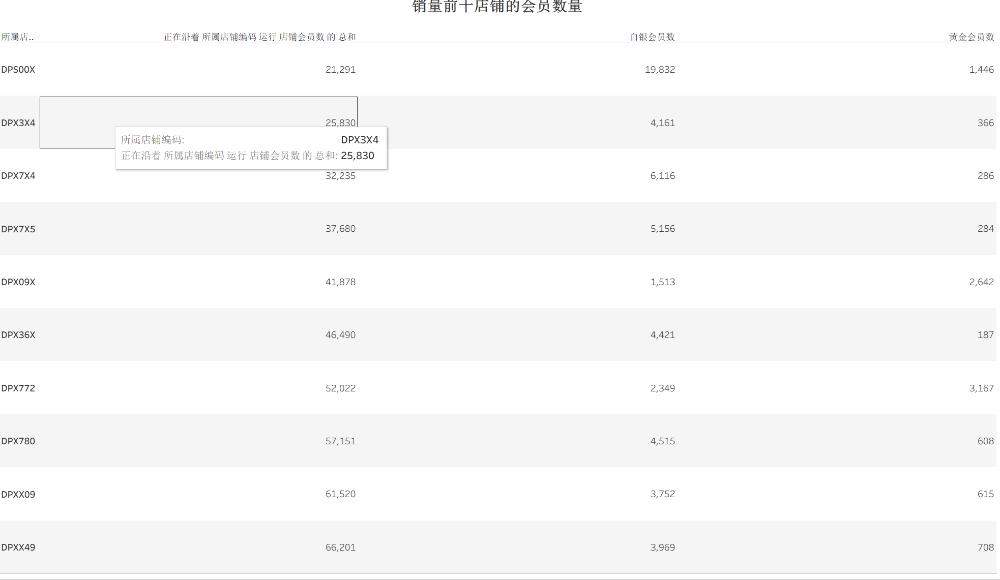 销量前十店铺的会员数量
所属店.. 正在沿着 所属店铺编码 运行 店铺会员数 的 总和 白银会员数 黄金会员数
DPS00X 21,291 19,832 1,446
DPX3X4 25,830 4,161 366
所属店铺编码: DPX3X4
正在沿着 所属店铺编码 运行 店铺会员数 的 总和: 25,830
DPX7X4 32,235 6,116 286
DPX7X5 37,680 5,156 284
DPX09X 41,878 1,513 2,642
DPX36X 46,490 4,421 187
DPX772 52,022 2,349 3,167
DPX780 57,151 4,515 608
DPXX09 61,520 3,752 615
DPXX49 66,201 3,969 708